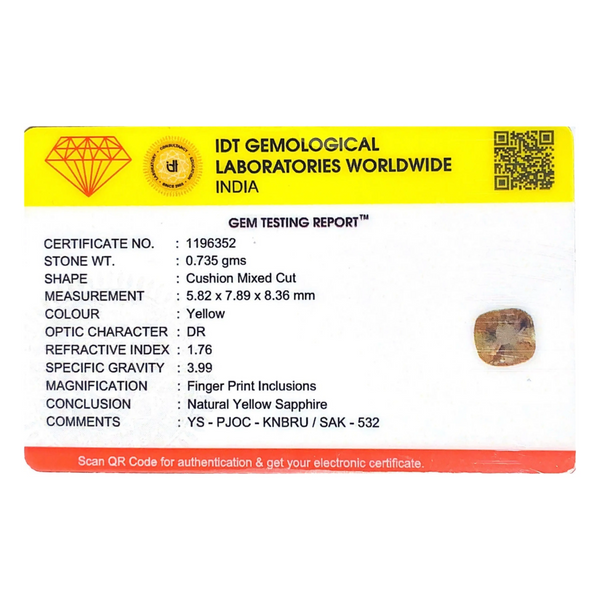 IDT GEMOLOGICAL
LABORATORIES WORLDWIDE
INDIA
idt
GEM TESTING REPORT™
CERTIFICATE NO. : 1196352
STONE WT. : 0.735 gms
SHAPE : Cushion Mixed Cut
MEASUREMENT : 5.82 x 7.89 x 8.36 mm
COLOUR : Yellow
OPTIC CHARACTER : DR
REFRACTIVE INDEX : 1.76
SPECIFIC GRAVITY : 3.99
MAGNIFICATION : Finger Print Inclusions
CONCLUSION : Natural Yellow Sapphire
COMMENTS : YS - PJOC - KNBRU / SAK - 532
Scan QR Code for authentication & get your electronic certificate.